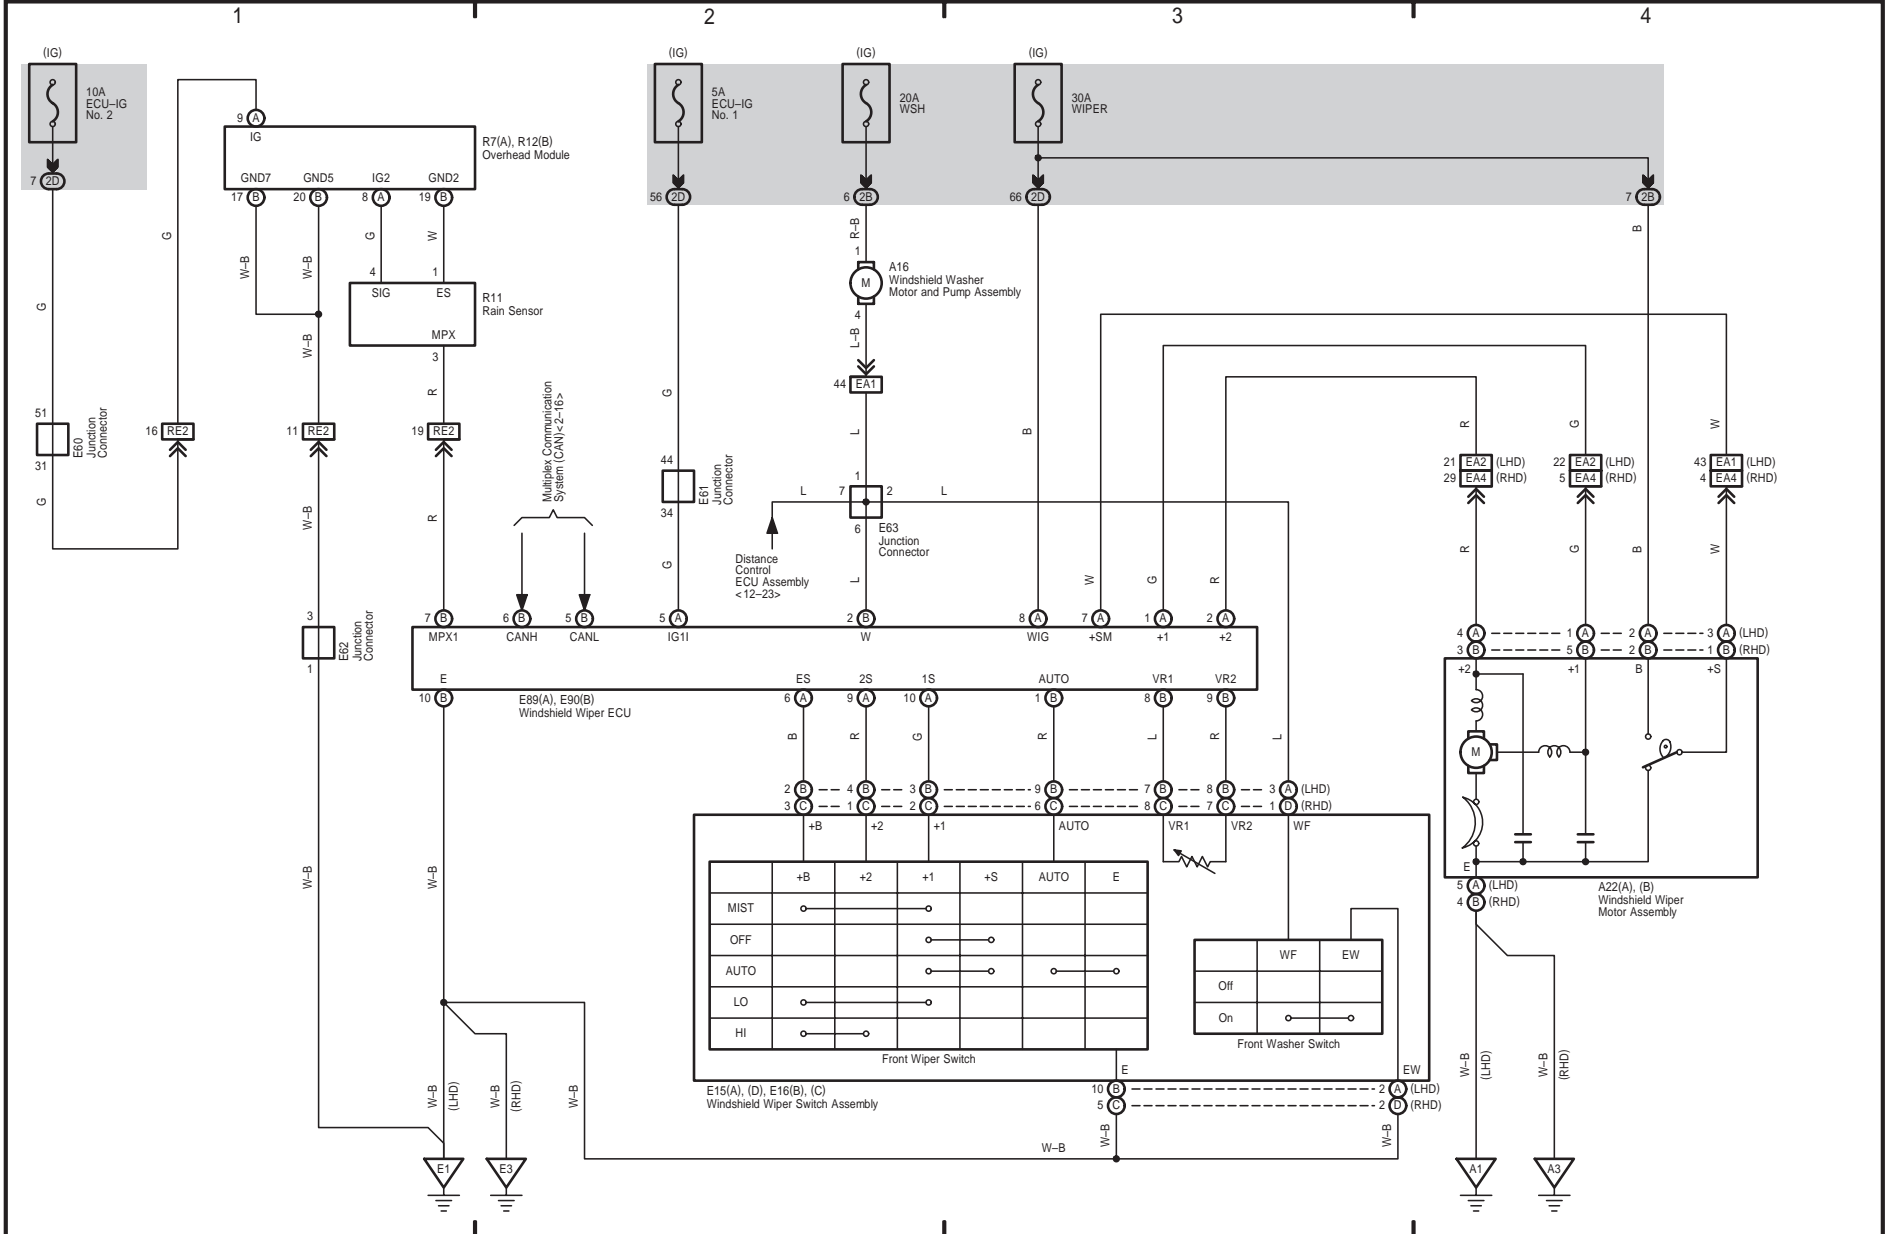 1 2 3 4
(IG) (IG) (IG) (IG)
10A
ECU–IG
No. 2
5A
ECU–IG
No. 1
20A
WSH
30A
WIPER
9 A
IG
R7(A), R12(B)
Overhead Module
GND7 GND5 IG2 GND2
7 2D
17 B 20 B 8 A 19 B
56 2D 6 2B 66 2D 7 2B
G G W R–B B
W–B W–B
4 1
SIG ES
R11
Rain Sensor
MPX
3
1
M
A16
Windshield Washer
Motor and Pump Assembly
4
G W–B L–B
44 EA1
R G R G W
Multiplex Communication
System (CAN)<2–16>
51
31
E60
Junction
Connector
16 RE2 11 RE2 19 RE2
L B
44
34
E61
Junction
Connector
21 EA2 (LHD) 22 EA2 (LHD) 43 EA1 (LHD)
29 EA4 (RHD) 5 EA4 (RHD) 4 EA4 (RHD)
1
L 7 2 L
6 E63
Junction
Connector
G W–B R
Distance
Control
ECU Assembly
<12–23>
G L W G R R G B W
3
1
E62
Junction
Connector
7 B 6 B 5 B 5 A 2 B 8 A 7 A 1 A 2 A
MPX1 CANH CANL IG1I W WIG +SM +1 +2
4 A 1 A 2 A 3 A (LHD)
3 B 5 B 2 B 1 B (RHD)
+2 +1 B +S
E ES 2S 1S AUTO VR1 VR2
10 B 6 A 9 A 10 A 1 B 8 B 9 B
E89(A), E90(B)
Windshield Wiper ECU
B R G R L R L
M
2 B 4 B 3 B 9 B 7 B 8 B 3 A (LHD)
3 C 1 C 2 C 6 C 8 C 7 C 1 D (RHD)
+B +2 +1 AUTO VR1 VR2 WF
W–B W–B
+B +2 +1 +S AUTO E
MIST
OFF
AUTO
LO
HI
Front Wiper Switch
WF EW
Off
On
Front Washer Switch
E
5 A (LHD)
4 B (RHD)
A22(A), (B)
Windshield Wiper
Motor Assembly
E EW
E15(A), (D), E16(B), (C)
Windshield Wiper Switch Assembly
10 B 2 A (LHD)
5 C 2 D (RHD)
W–B
(LHD)
W–B
(RHD)
W–B
W–B
W–B
W–B
W–B
(LHD)
W–B
(RHD)
E1 E3 A1 A3